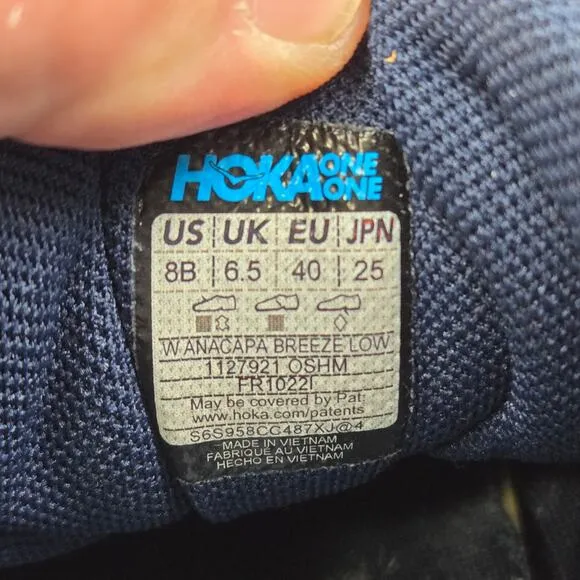 HOKA ONE ONE
US UK EU JPN
8B 6.5 40 25
W ANACAPA BREEZE LOW
1127921 OSHM
FR1022I
May be covered by Pat:
www.hoka.com/patents
S6S958CC487XJ@4
MADE IN VIETNAM
FABRIQUÉ AU VIETNAM
HECHO EN VIETNAM